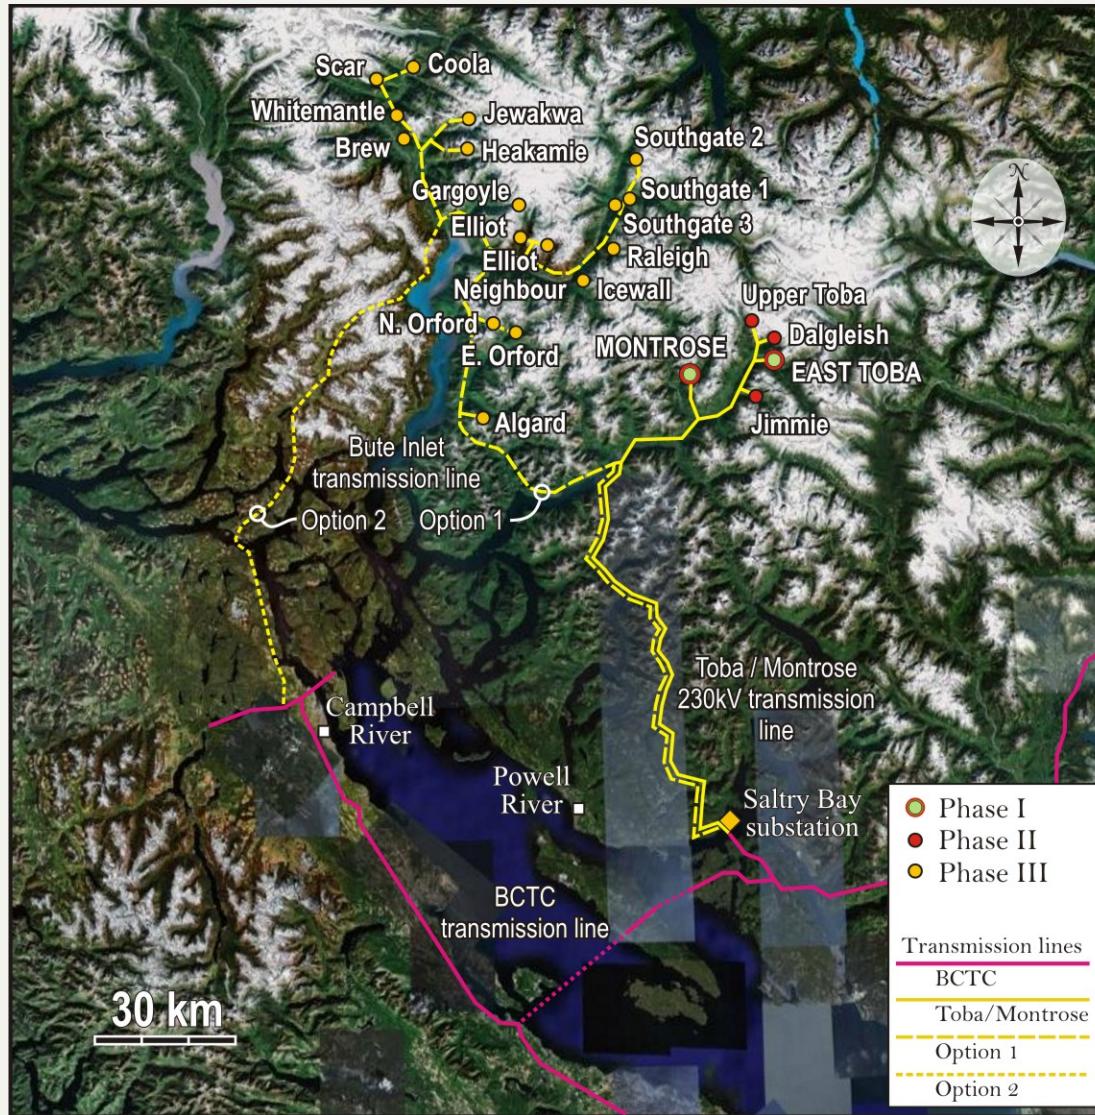 Coola
Scar
Whitemantle
Jewakwa
Brew
Heakamie
Southgate 2
Gargoyle
Southgate 1
Elliot
Southgate 3
Elliot
Raleigh
Neighbour
Icewall
N
Upper Toba
N. Orford
Dalgleish
E. Orford
MONTROSE
EAST TOBA
Algard
Jimmie
Bute Inlet
transmission line
Option 2
Option 1
Toba / Montrose
230kV transmission
line
Campbell
River
Powell
River
Saltry Bay
substation
BCTC
transmission line
30 km
Phase I
Phase II
Phase III
Transmission lines
BCTC
Toba/Montrose
Option 1
Option 2